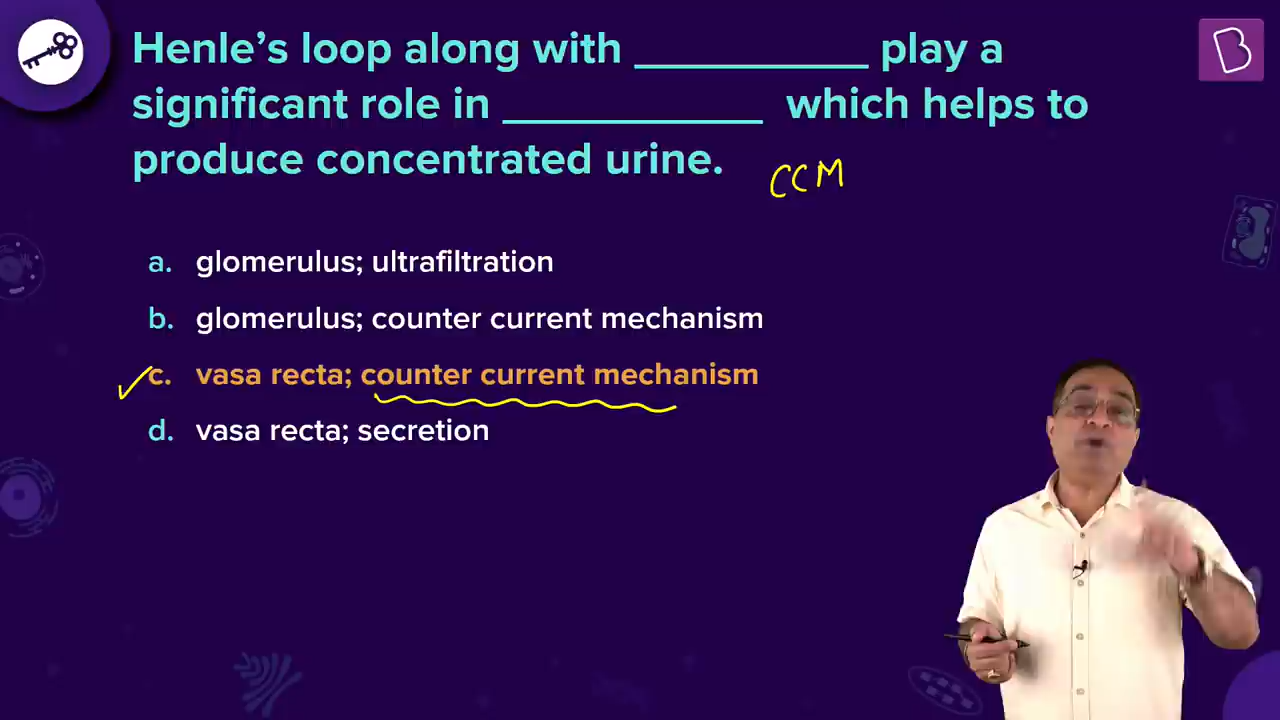 Henle’s loop along with __________ play a
significant role in ___________ which helps to
produce concentrated urine.
CCM
a. glomerulus; ultrafiltration
b. glomerulus; counter current mechanism
c. vasa recta; counter current mechanism
d. vasa recta; secretion
B